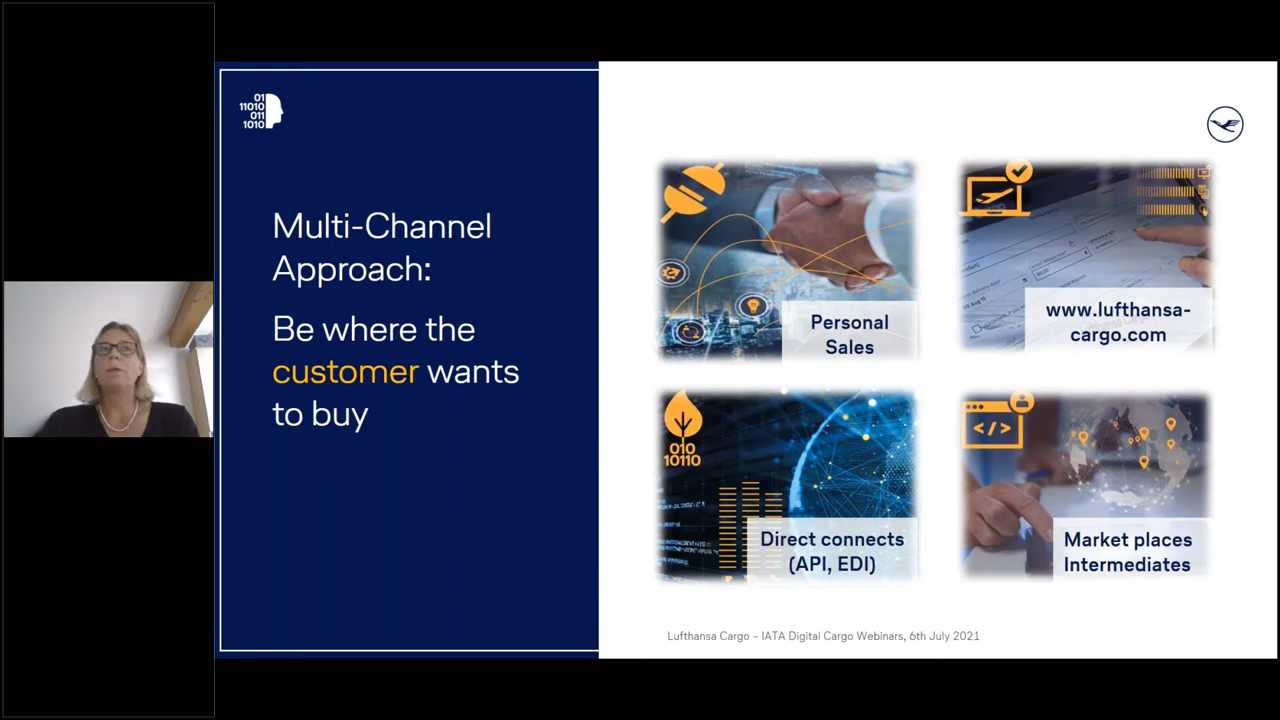 01
11010
011
1010
Multi-Channel
Approach:
Be where the
customer wants
to buy
Personal
Sales
www.lufthansa-
cargo.com
010
10110
Direct connects
(API, EDI)
</>
Market places
Intermediates
Lufthansa Cargo – IATA Digital Cargo Webinars, 6th July 2021